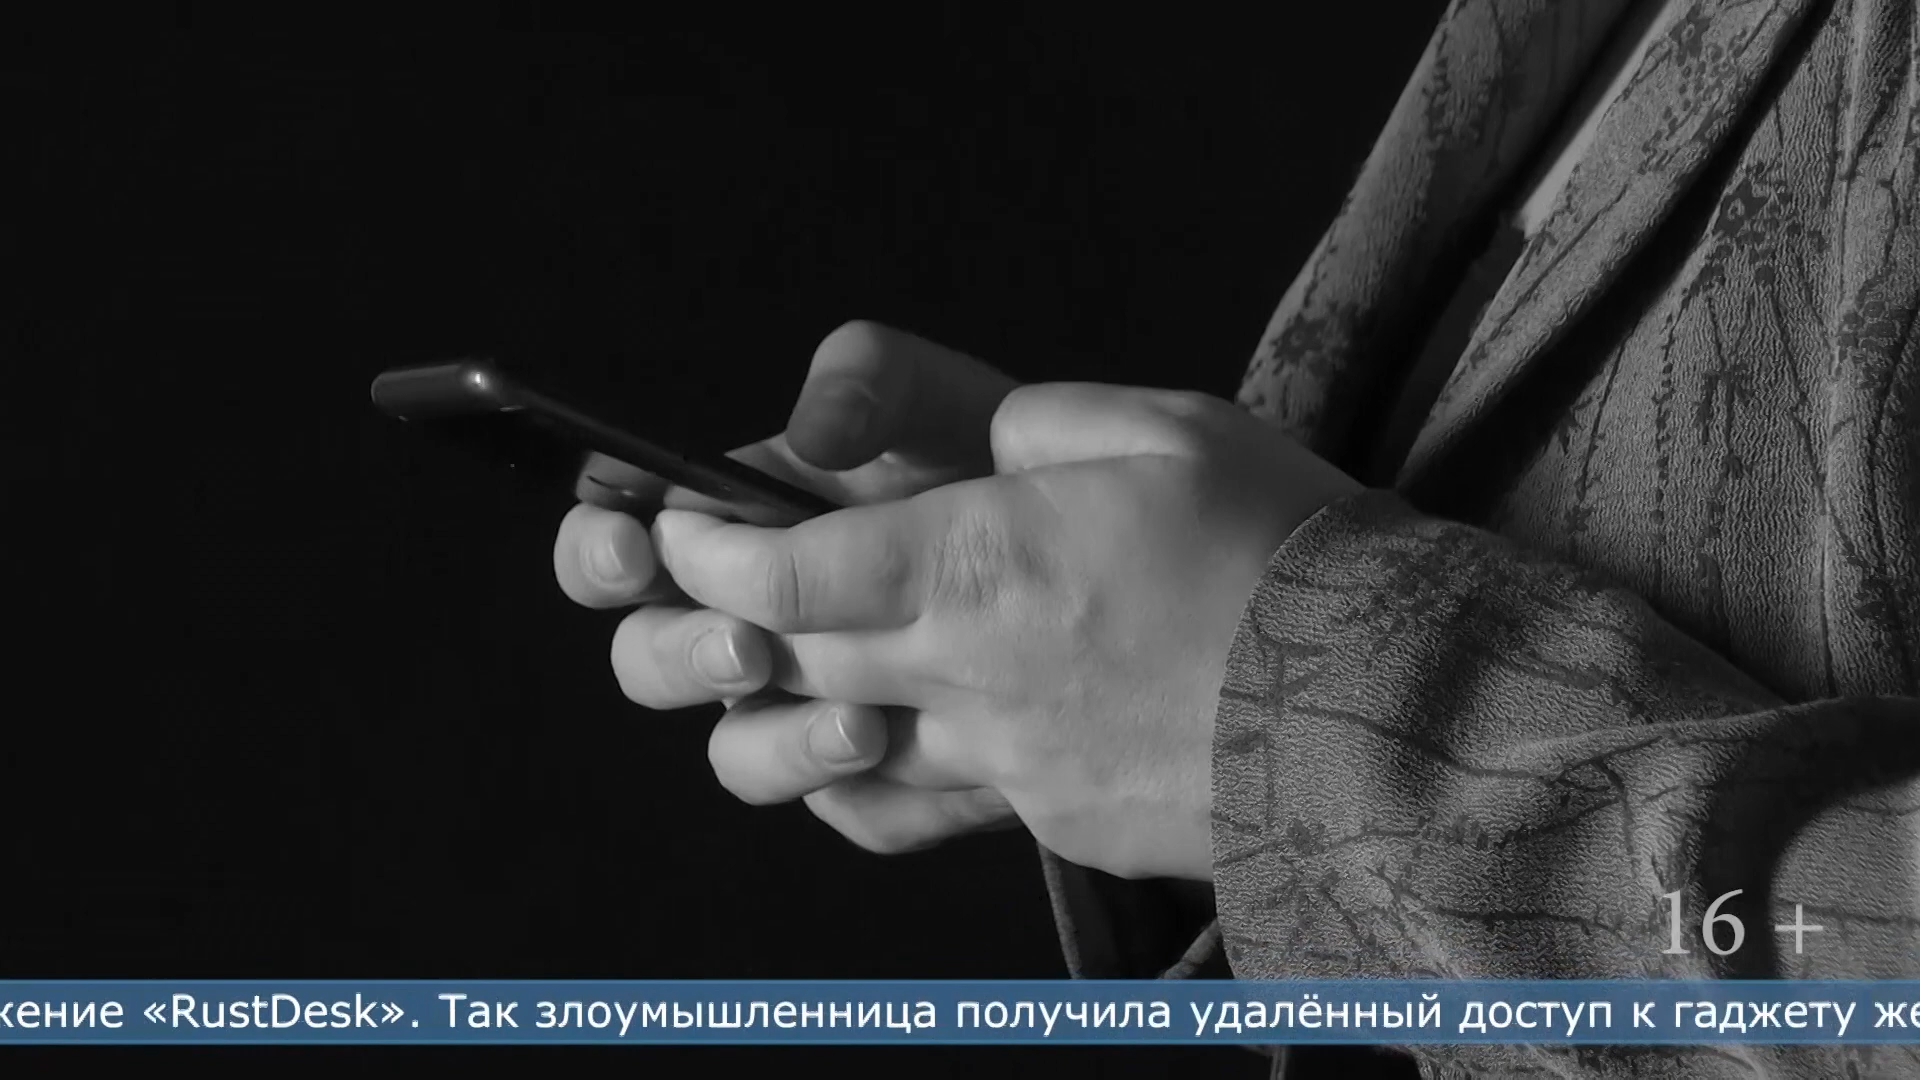 16 +
жение «RustDesk». Так злоумышленница получила удалённый доступ к гаджету же